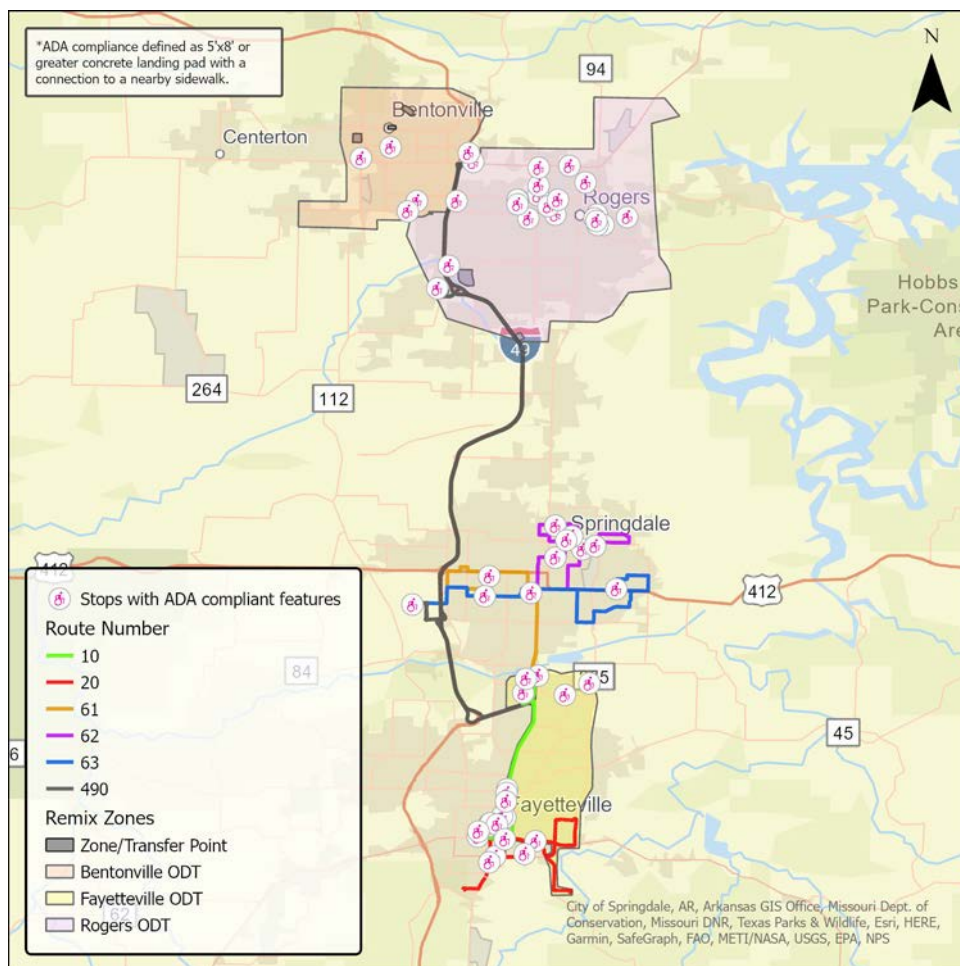 *ADA compliance defined as 5'x8' or
greater concrete landing pad with a
connection to a nearby sidewalk.
N
94
Bentonville
Centerton
Rogers
Hobbs
Park-Cons
Are
49
264
112
Springdale
412
412
Stops with ADA compliant features
Route Number
10
20
61
62
63
490
Remix Zones
Zone/Transfer Point
Bentonville ODT
Fayetteville ODT
Rogers ODT
84
5
45
6
Fayetteville
62
City of Springdale, AR, Arkansas GIS Office, Missouri Dept. of
Conservation, Missouri DNR, Texas Parks & Wildlife, Esri, HERE,
Garmin, SafeGraph, FAO, METI/NASA, USGS, EPA, NPS